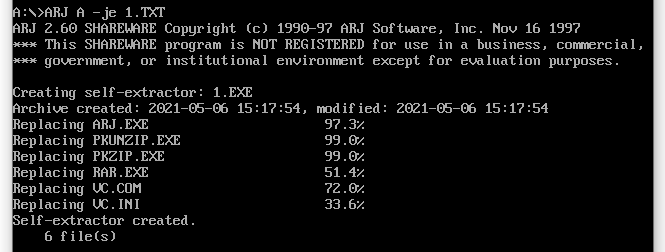 A:\>ARJ A -je 1.TXT
ARJ 2.60 SHAREWARE Copyright (c) 1990-97 ARJ Software, Inc. Nov 16 1997
*** This SHAREWARE program is NOT REGISTERED for use in a business, commercial,
*** government, or institutional environment except for evaluation purposes.
Creating self-extractor: 1.EXE
Archive created: 2021-05-06 15:17:54, modified: 2021-05-06 15:17:54
Replacing ARJ.EXE 97.3%
Replacing PKUNZIP.EXE 99.0%
Replacing PKZIP.EXE 99.0%
Replacing RAR.EXE 51.4%
Replacing VC.COM 72.0%
Replacing VC.INI 33.6%
Self-extractor created.
6 file(s)